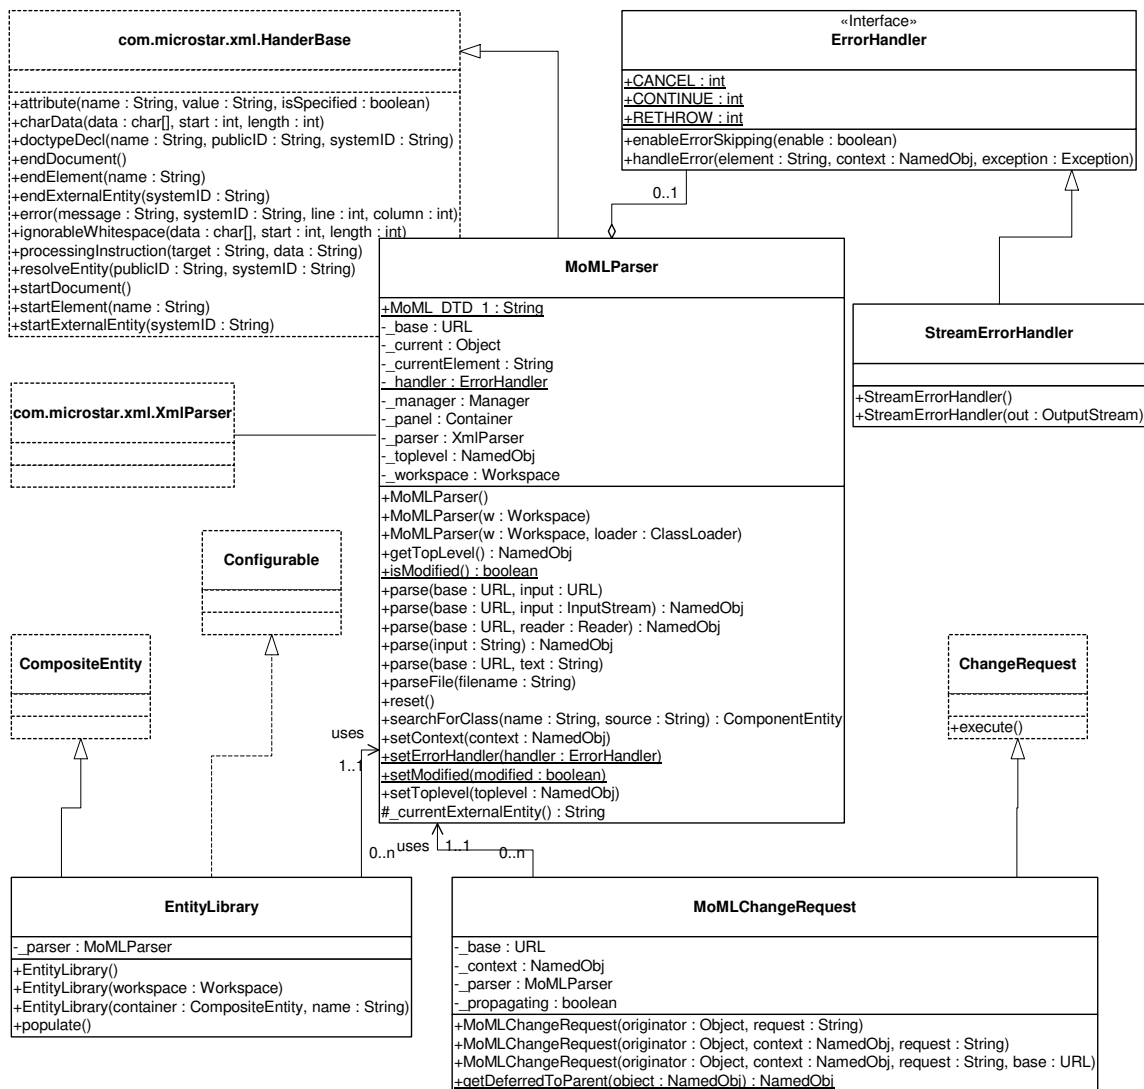 com.microstar.xml.HanderBase
+attribute(name : String, value : String, isSpecified : boolean)
+charData(data : char[], start : int, length : int)
+doctypeDecl(name : String, publicID : String, systemID : String)
+endDocument()
+endElement(name : String)
+endExternalEntity(systemID : String)
+error(message : String, systemID : String, line : int, column : int)
+ignorableWhitespace(data : char[], start : int, length : int)
+processingInstruction(target : String, data : String)
+resolveEntity(publicID : String, systemID : String)
+startDocument()
+startElement(name : String)
+startExternalEntity(systemID : String)
«Interface»
ErrorHandler
+CANCEL : int
+CONTINUE : int
+RETHROW : int
+enableErrorSkipping(enable : boolean)
+handleError(element : String, context : NamedObj, exception : Exception)
0..1
MoMLParser
+MoML_DTD_1 : String
-_base : URL
-_current : Object
-_currentElement : String
-_handler : ErrorHandler
-_manager : Manager
-_panel : Container
-_parser : XmlParser
-_toplevel : NamedObj
-_workspace : Workspace
+MoMLParser()
+MoMLParser(w : Workspace)
+MoMLParser(w : Workspace, loader : ClassLoader)
+getTopLevel() : NamedObj
+isModified() : boolean
+parse(base : URL, input : URL)
+parse(base : URL, input : InputStream) : NamedObj
+parse(base : URL, reader : Reader) : NamedObj
+parse(input : String) : NamedObj
+parse(base : URL, text : String)
+parseFile(filename : String)
+reset()
+searchForClass(name : String, source : String) : ComponentEntity
+setContext(context : NamedObj)
+setErrorHandler(handler : ErrorHandler)
+setModified(modified : boolean)
+setToplevel(toplevel : NamedObj)
#_currentExternalEntity() : String
StreamErrorHandler
+StreamErrorHandler()
+StreamErrorHandler(out : OutputStream)
com.microstar.xml.XmlParser
Configurable
CompositeEntity
ChangeRequest
+execute()
uses
1..1
0..n
uses
1..1
0..n
EntityLibrary
-_parser : MoMLParser
+EntityLibrary()
+EntityLibrary(workspace : Workspace)
+EntityLibrary(container : CompositeEntity, name : String)
+populate()
MoMLChangeRequest
-_base : URL
-_context : NamedObj
-_parser : MoMLParser
-_propagating : boolean
+MoMLChangeRequest(originator : Object, request : String)
+MoMLChangeRequest(originator : Object, context : NamedObj, request : String)
+MoMLChangeRequest(originator : Object, context : NamedObj, request : String, base : URL)
+getDeferredToParent(object : NamedObj) : NamedObj